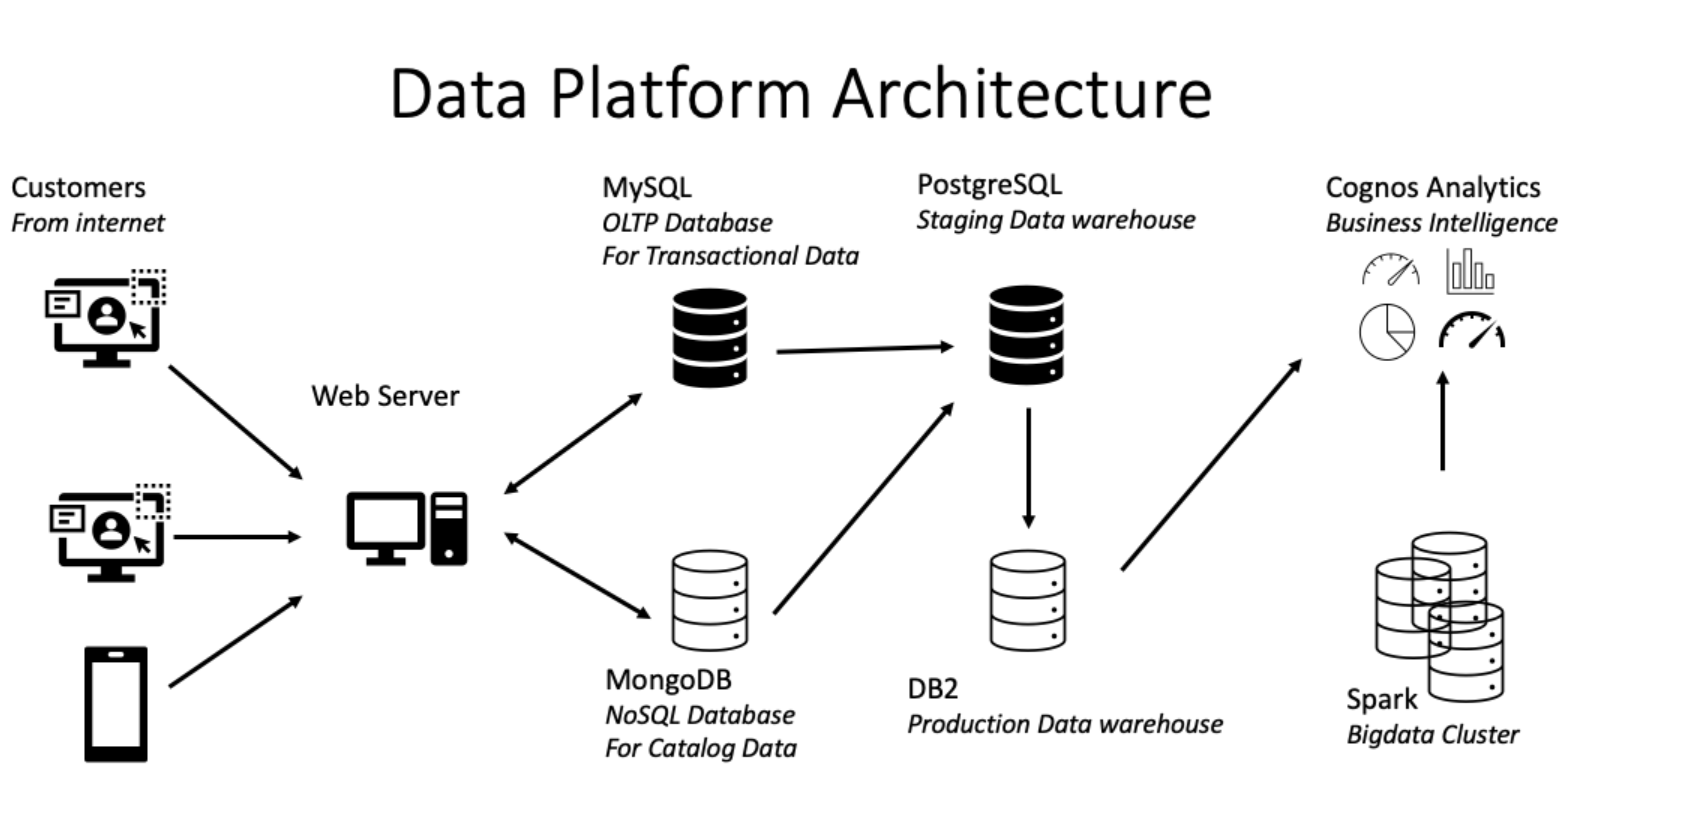 Data Platform Architecture
Customers
From internet
Web Server
MySQL
OLTP Database
For Transactional Data
MongoDB
NoSQL Database
For Catalog Data
PostgreSQL
Staging Data warehouse
DB2
Production Data warehouse
Cognos Analytics
Business Intelligence
Spark
Bigdata Cluster